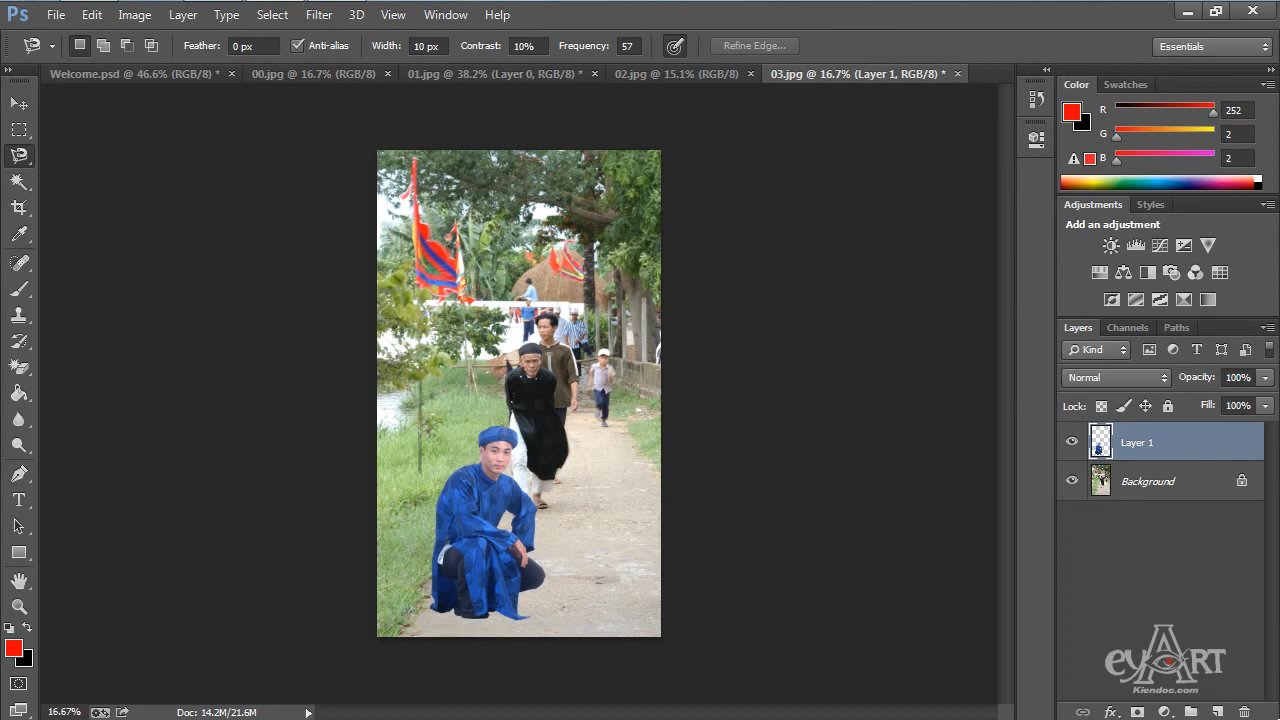 Ps File Edit Image Layer Type Select Filter 3D View Window Help
Feather: 0 px Anti-alias Width: 10 px Contrast: 10% Frequency: 57 Refine Edge... Essentials
Welcome.psd @ 46.6% (RGB/8) * × 00.jpg @ 16.7% (RGB/8) × 01.jpg @ 38.2% (Layer 0, RGB/8) * × 02.jpg @ 15.1% (RGB/8) × 03.jpg @ 16.7% (Layer 1, RGB/8) * ×
Color Swatches
R 252
G 2
B 2
Adjustments Styles
Add an adjustment
Layers Channels Paths
Kind
Normal Opacity: 100%
Lock: Fill: 100%
Layer 1
Background
eyART
Kiendoc.com
16.67% Doc: 14.2M/21.6M